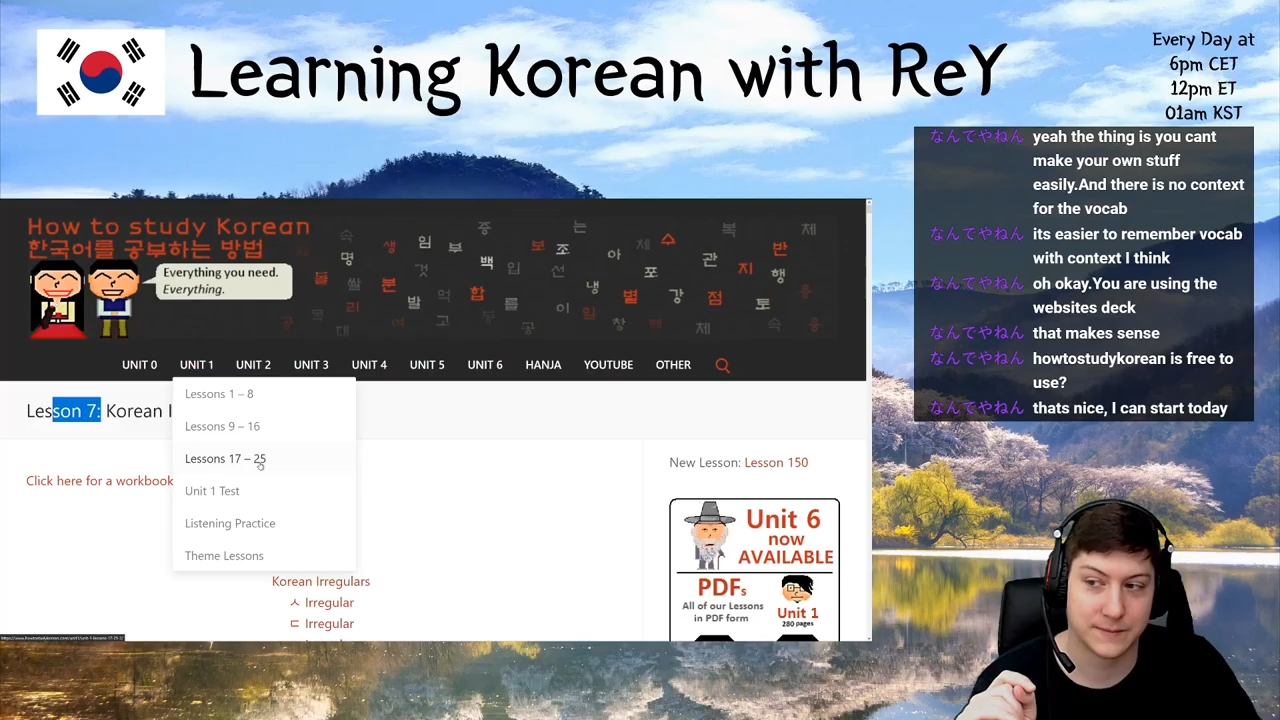 Learning Korean with ReY
Every Day at
6pm CET
12pm ET
01am KST
なんてやねん yeah the thing is you cant
make your own stuff
easily.And there is no context
for the vocab
なんてやねん its easier to remember vocab
with context I think
なんてやねん oh okay.You are using the
websites deck
なんてやねん that makes sense
なんてやねん howtostudykorean is free to
use?
なんてやねん thats nice, I can start today
How to study Korean
한국어를 공부하는 방법
Everything you need.
Everything.
UNIT 0 UNIT 1 UNIT 2 UNIT 3 UNIT 4 UNIT 5 UNIT 6 HANJA YOUTUBE OTHER
Lesson 7: Korean I
Lessons 1 – 8
Lessons 9 – 16
Lessons 17 – 25
Unit 1 Test
Listening Practice
Theme Lessons
Click here for a workbook
Korean Irregulars
ㅅ Irregular
ㄷ Irregular
New Lesson: Lesson 150
Unit 6
now
AVAILABLE
PDFs
All of our Lessons
in PDF form
Unit 1
280 pages